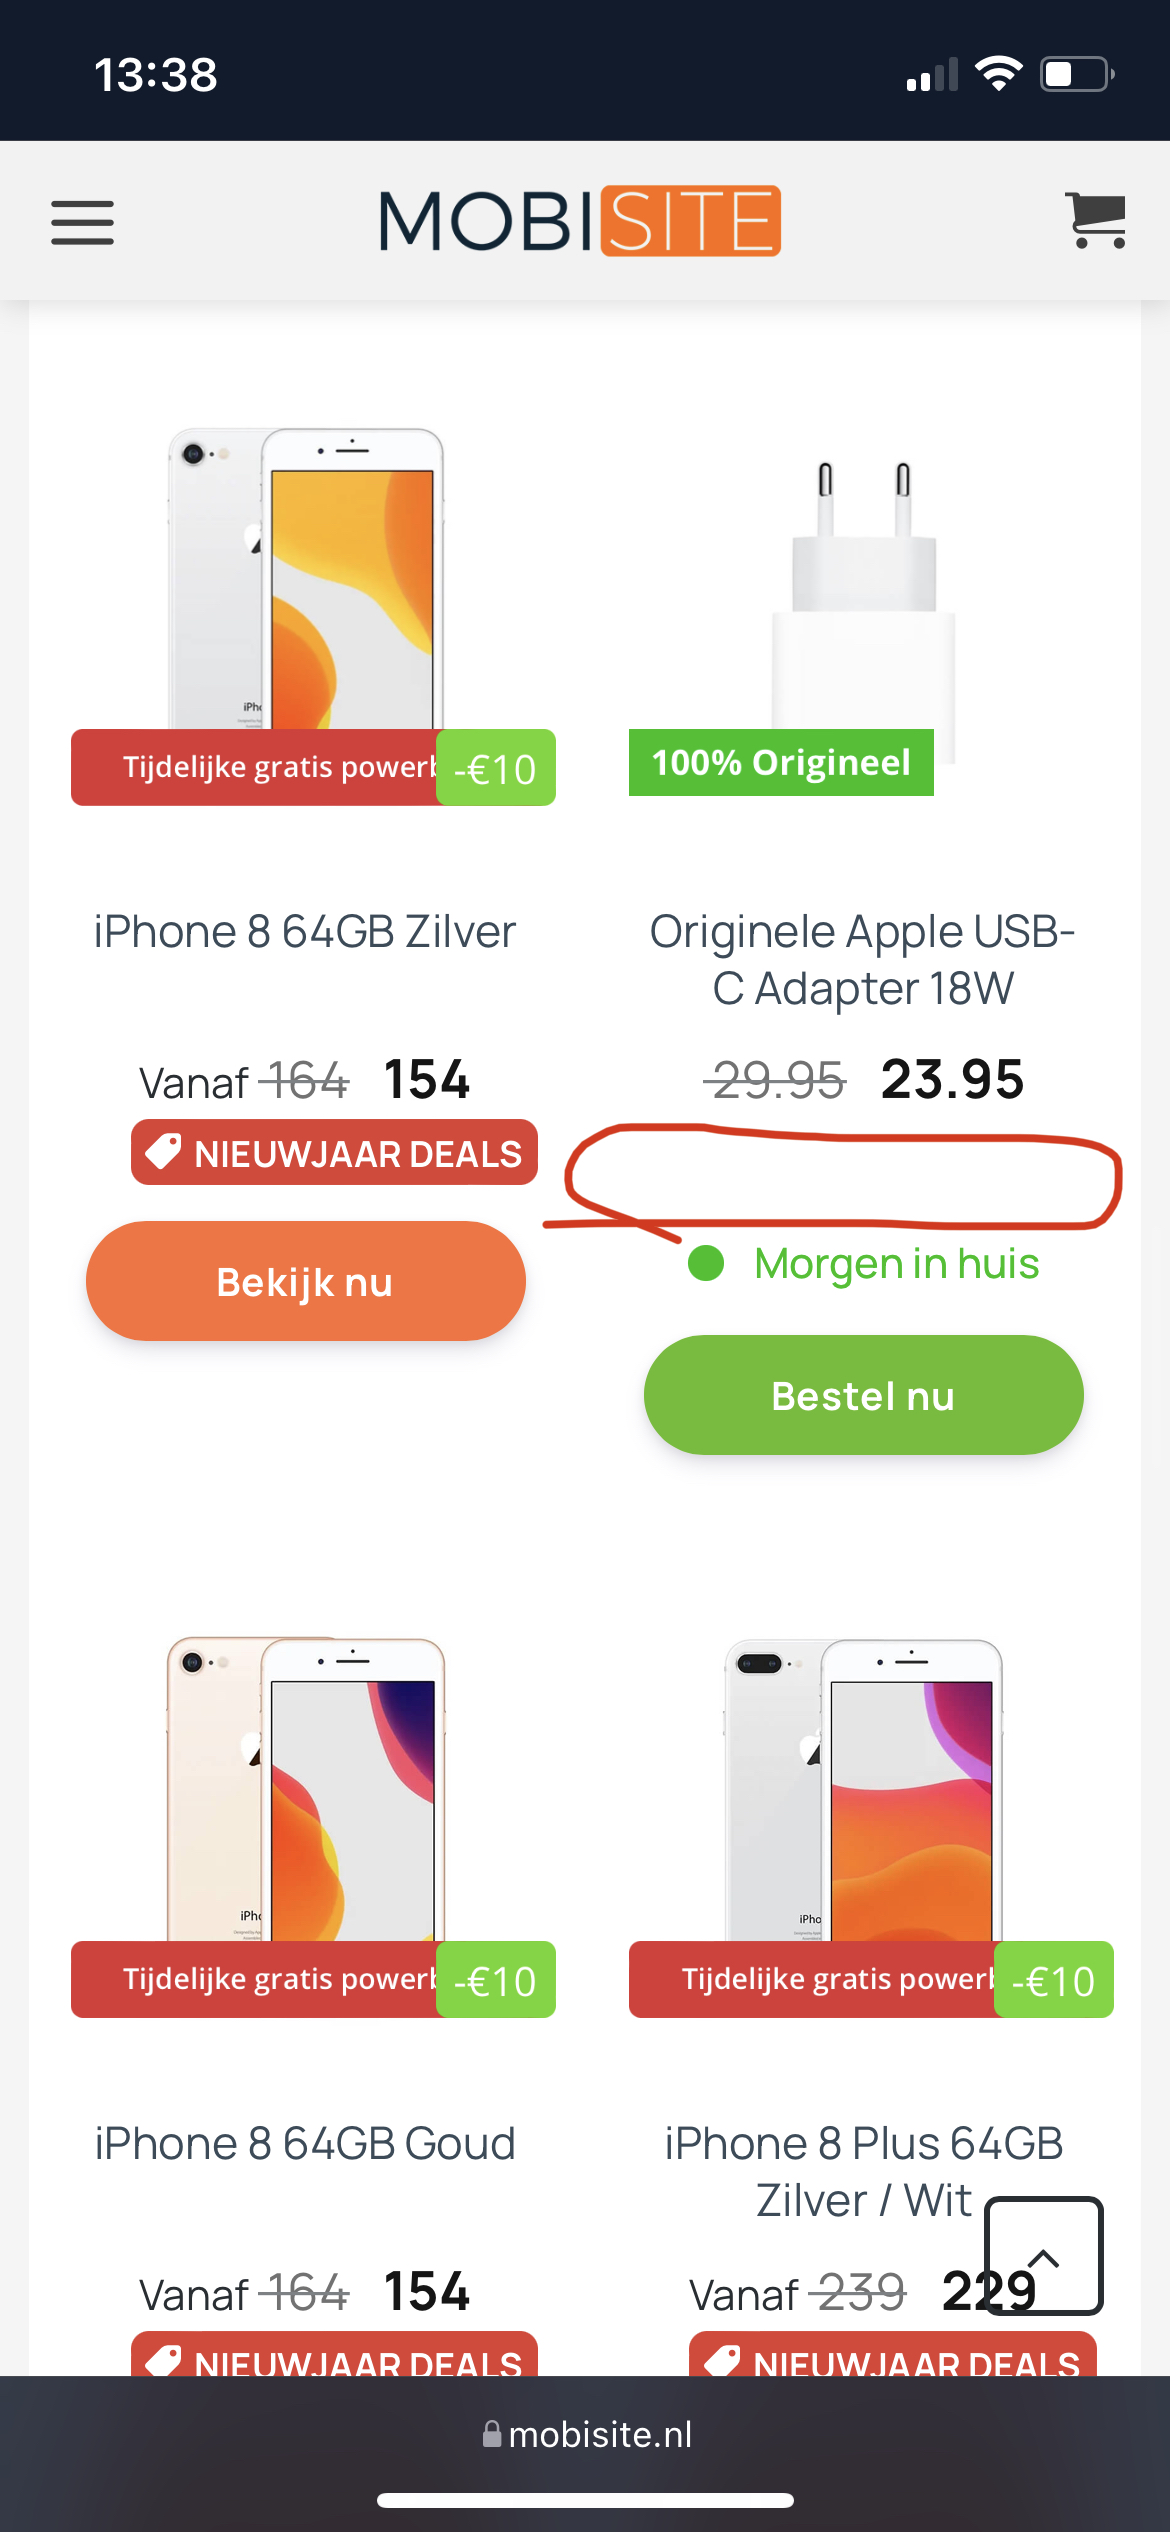 13:38
MOBISITE
iPhone
Tijdelijke gratis powerb
-€10
100% Origineel
iPhone 8 64GB Zilver
Originele Apple USB-
C Adapter 18W
Vanaf 164 154
29.95 23.95
NIEUWJAAR DEALS
Bekijk nu
Morgen in huis
Bestel nu
Tijdelijke gratis powerb
-€10
Tijdelijke gratis powerb
-€10
iPhone 8 64GB Goud
iPhone 8 Plus 64GB
Zilver / Wit
Vanaf 164 154
Vanaf 239 229
NIEUWJAAR DEALS
NIEUWJAAR DEALS
mobisite.nl